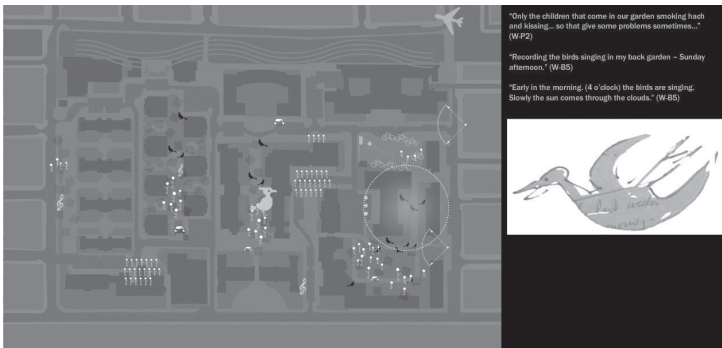 "Only the children that come in our garden smoking hach
and kissing... so that give some problems sometimes..."
(W-P2)
"Recording the birds singing in my back garden – Sunday
afternoon." (W-B5)
"Early in the morning. (4 o'clock) the birds are singing.
Slowly the sun comes through the clouds." (W-B5)